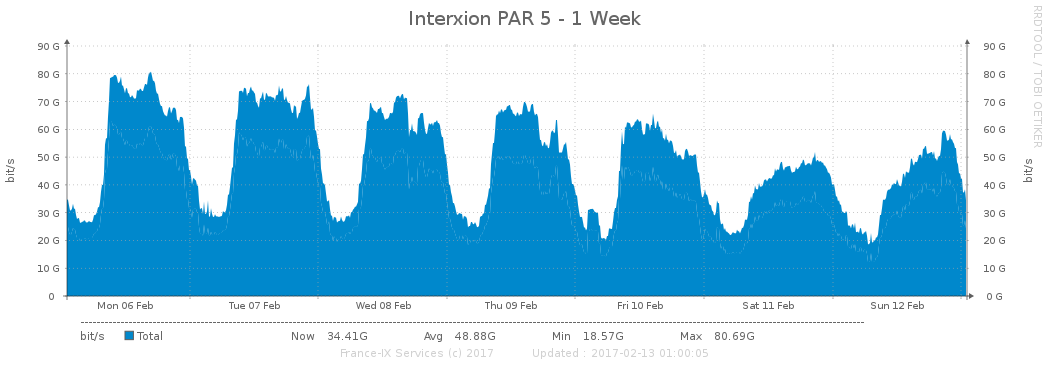 Interxion PAR 5 - 1 Week
RRDTOOL / TOBI OETIKER
90 G 90 G
80 G 80 G
70 G 70 G
60 G 60 G
50 G 50 G
40 G 40 G
30 G 30 G
20 G 20 G
10 G 10 G
0 0 G
bit/s
bit/s
Mon 06 Feb Tue 07 Feb Wed 08 Feb Thu 09 Feb Fri 10 Feb Sat 11 Feb Sun 12 Feb
bit/s Total Now 34.41G Avg 48.88G Min 18.57G Max 80.69G
France-IX Services (c) 2017 Updated : 2017-02-13 01:00:05